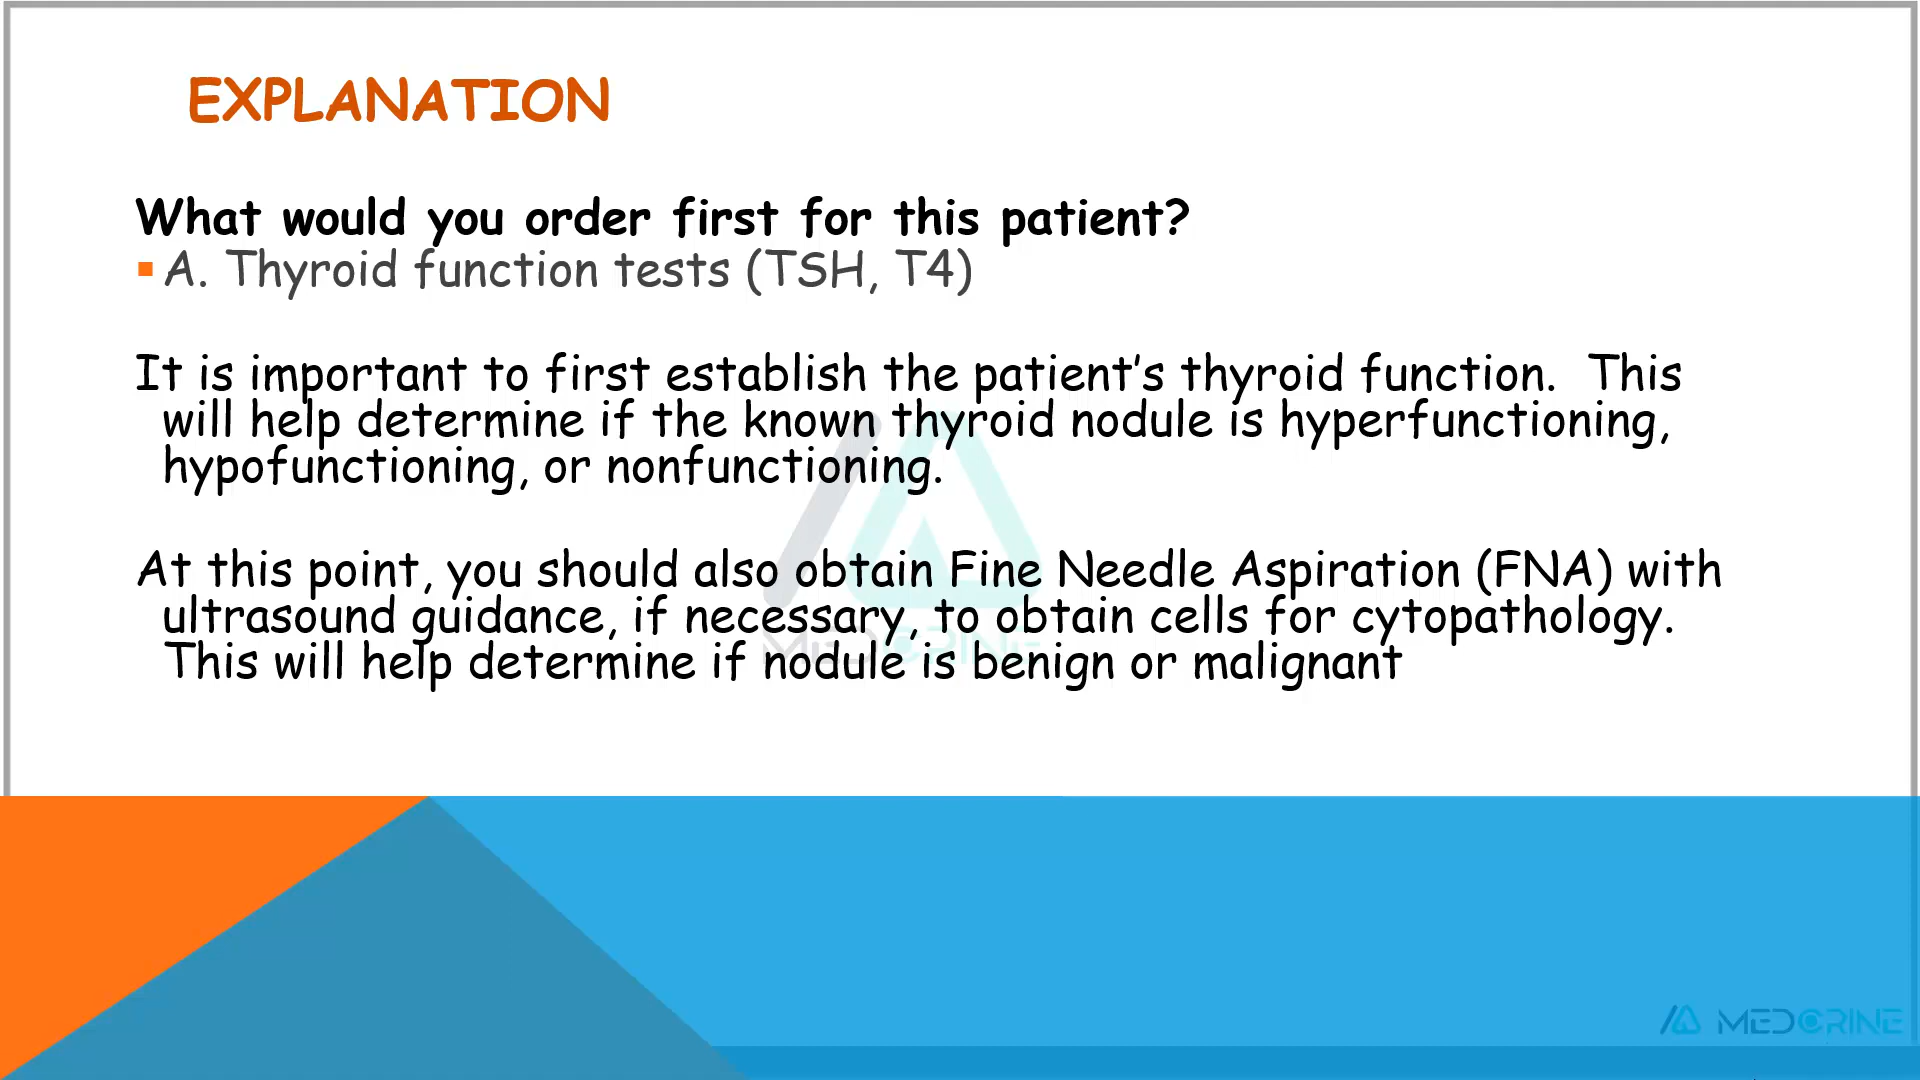 EXPLANATION
What would you order first for this patient?
A. Thyroid function tests (TSH, T4)
It is important to first establish the patient’s thyroid function.  This
will help determine if the known thyroid nodule is hyperfunctioning,
hypofunctioning, or nonfunctioning.
At this point, you should also obtain Fine Needle Aspiration (FNA) with
ultrasound guidance, if necessary, to obtain cells for cytopathology.
This will help determine if nodule is benign or malignant
MEDCRINE
MEDCRINE